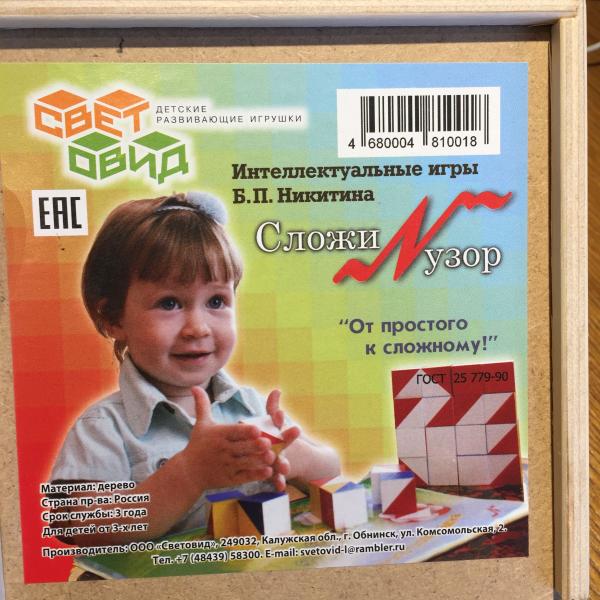 СВЕТ
ОВИД
ДЕТСКИЕ
РАЗВИВАЮЩИЕ ИГРУШКИ
4 680004 810018
EAC
Интеллектуальные игры
Б.П. Никитина
Сложи
узор
“От простого
к сложному!”
ГОСТ 25 779-90
Материал: дерево
Страна пр-ва: Россия
Срок службы: 3 года
Для детей от 3-х лет
Производитель: ООО «Световид», 249032, Калужская обл., г. Обнинск, ул. Комсомольская, 2.
Тел. +7 (48439) 58300. E-mail: svetovid-l@rambler.ru